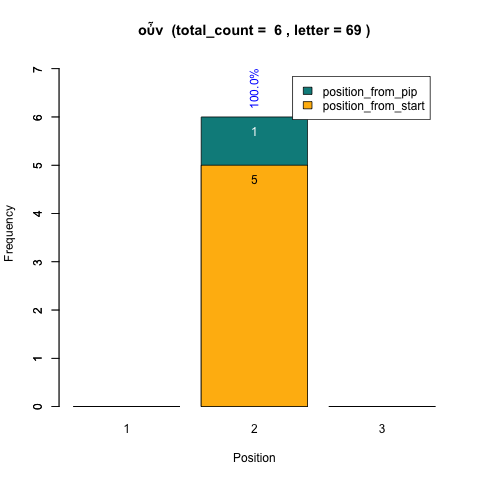 οὖν (total_count = 6 , letter = 69 )
100.0%
position_from_pip
position_from_start
1
5
Frequency
0
1
2
3
4
5
6
7
1
2
3
Position